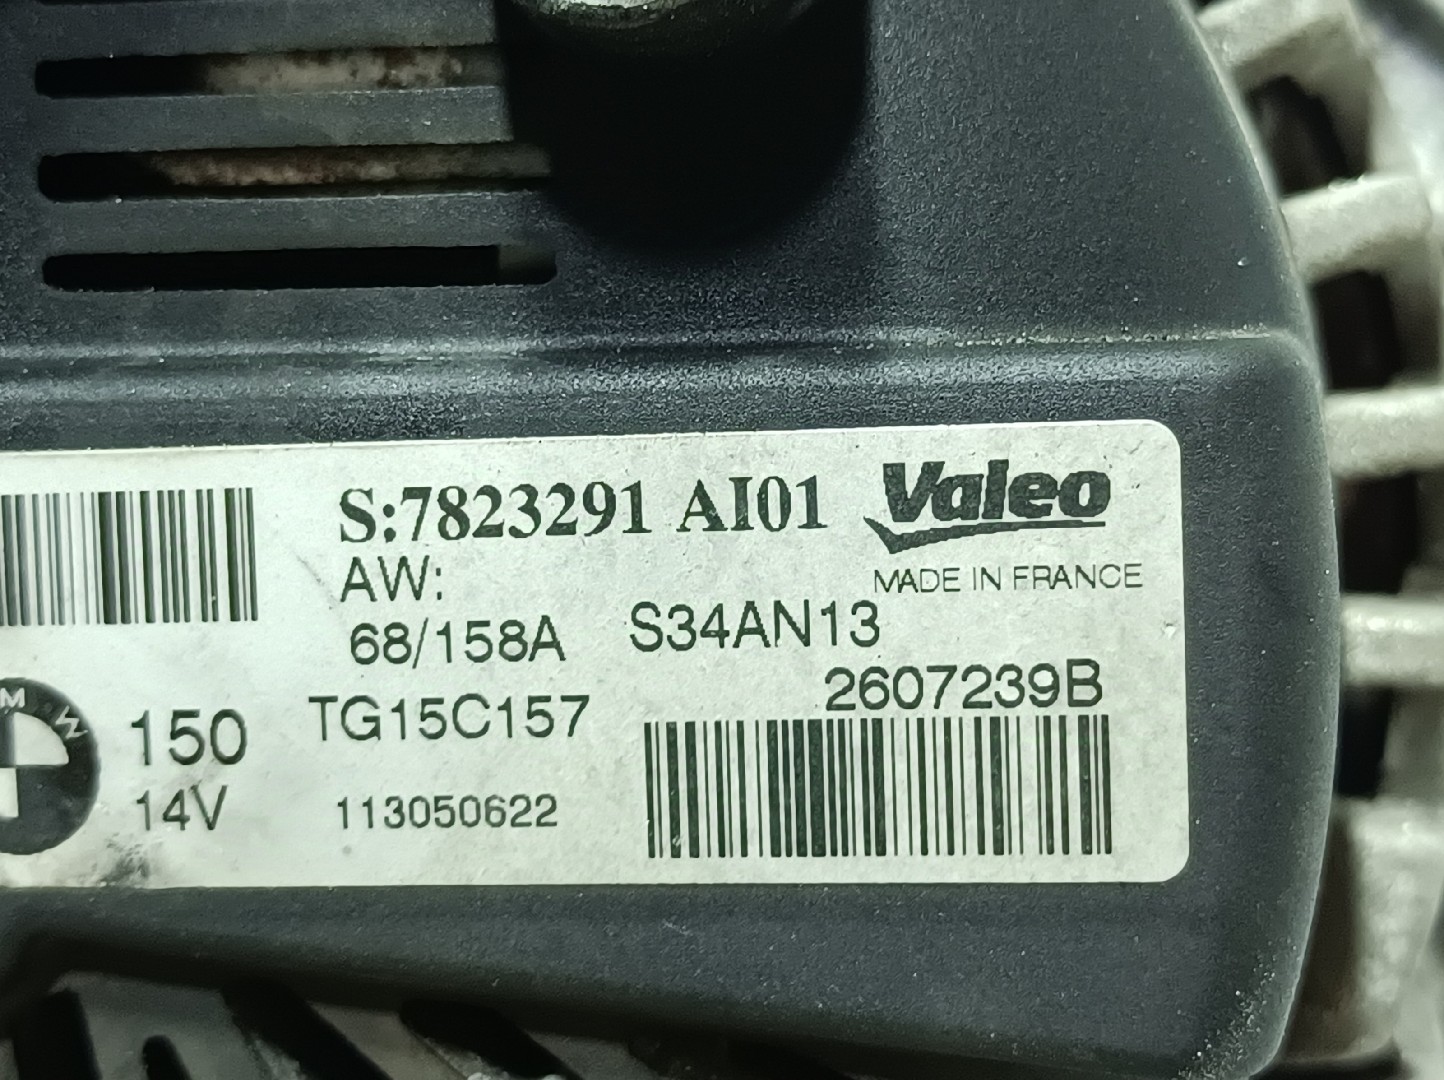 S:7823291 AI01
Valeo
MADE IN FRANCE
AW:
68/158A
S34AN13
2607239B
M W
150
TG15C157
14V
113050622